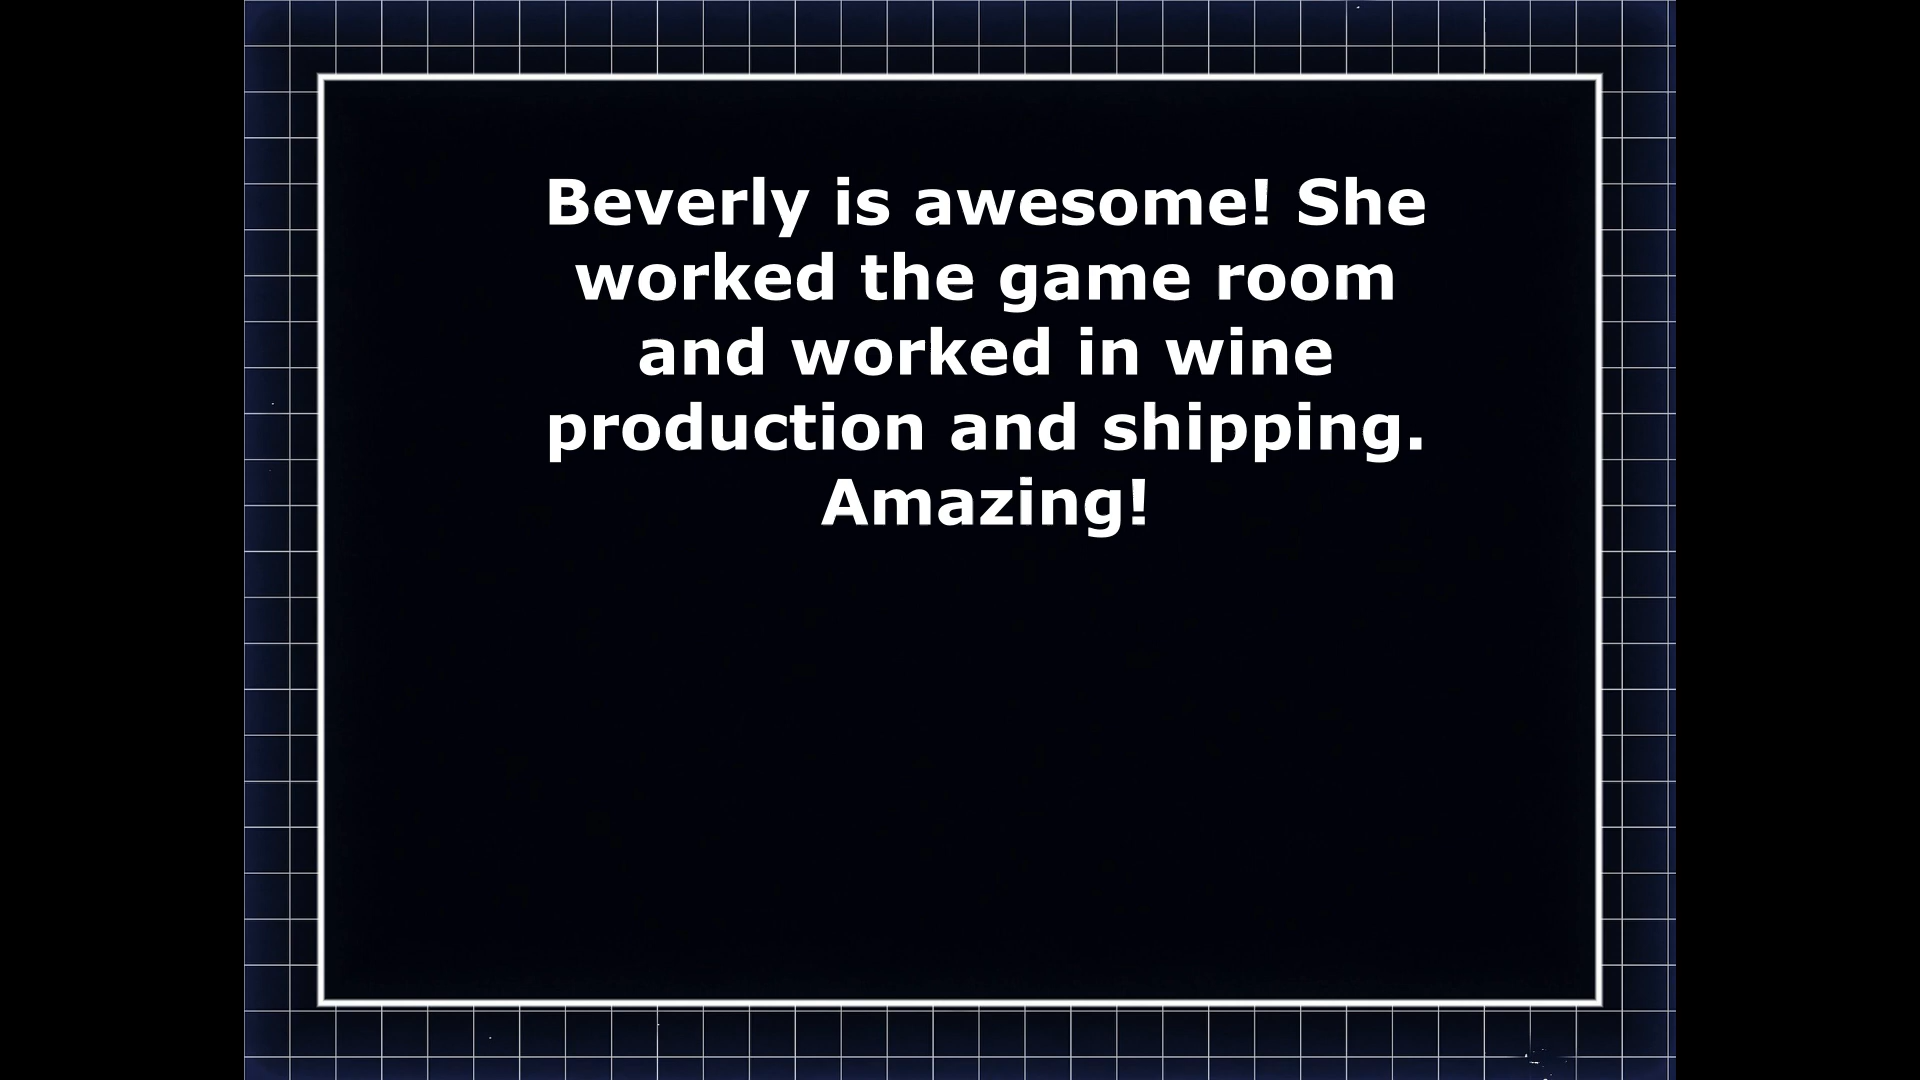 Beverly is awesome! She
worked the game room
and worked in wine
production and shipping.
Amazing!